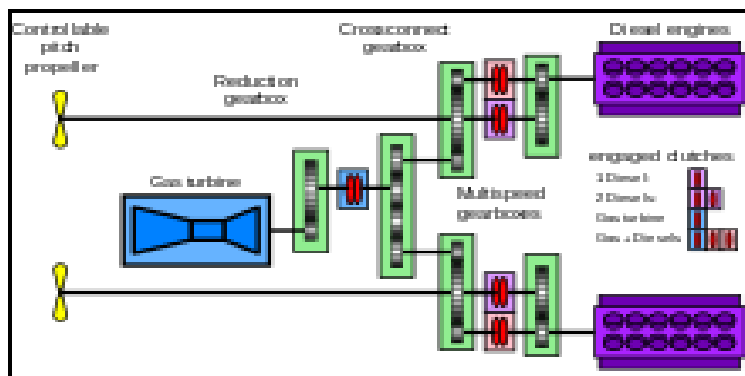 Controllable
pitch
propeller
Crossconnect
gearbox
Diesel engines
Reduction
gearbox
Gas turbine
Multispeed
gearboxes
engaged clutches
1 Diesel
2 Diesels
Gas turbine
Gas+Diesels